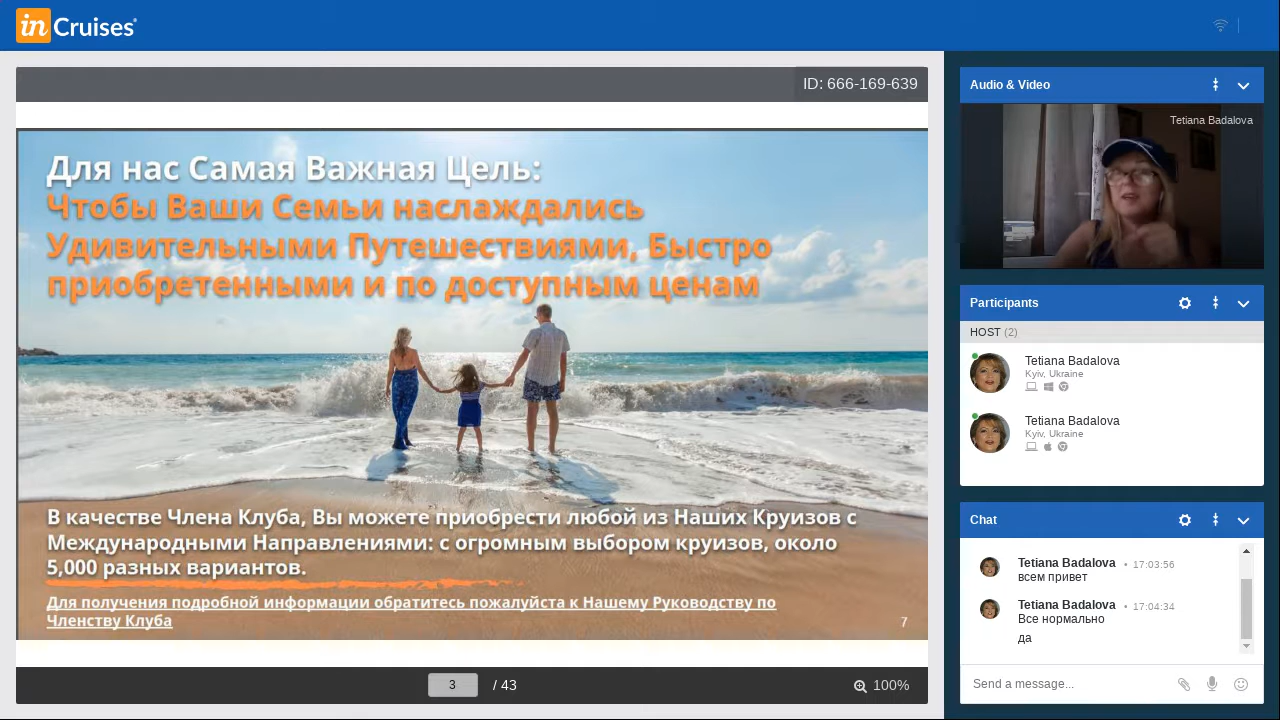 in Cruises®
ID: 666-169-639
Для нас Самая Важная Цель:
Чтобы Ваши Семьи наслаждались
Удивительными Путешествиями, Быстро
приобретенными и по доступным ценам
В качестве Члена Клуба, Вы можете приобрести любой из Наших Круизов с
Международными Направлениями: с огромным выбором круизов, около
5,000 разных вариантов.
Для получения подробной информации обратитесь пожалуйста к Нашему Руководству по
Членству Клуба
7
3 / 43
100%
Audio & Video
Tetiana Badalova
Participants
HOST (2)
Tetiana Badalova
Kyiv, Ukraine
Tetiana Badalova
Kyiv, Ukraine
Chat
Tetiana Badalova • 17:03:56
всем привет
Tetiana Badalova • 17:04:34
Все нормально
да
Send a message...